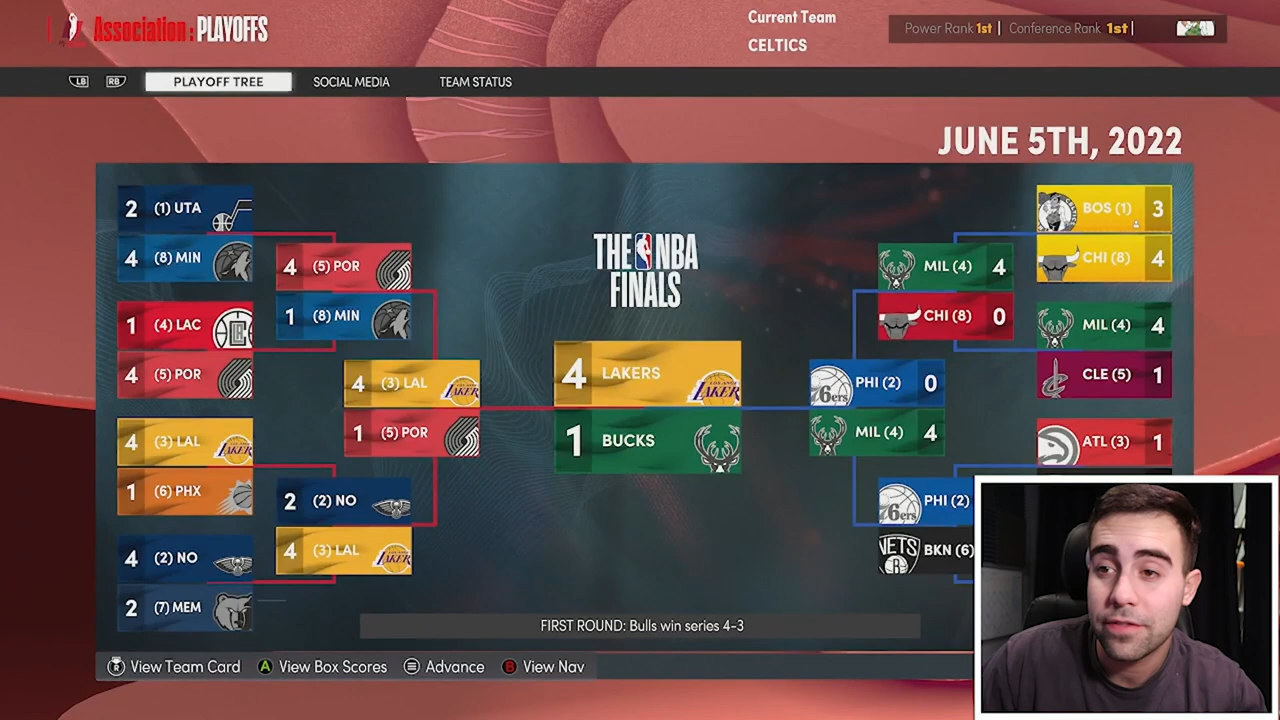 Association: PLAYOFFS
Current Team
CELTICS
Power Rank 1st | Conference Rank 1st |
LB RB PLAYOFF TREE SOCIAL MEDIA TEAM STATUS
JUNE 5TH, 2022
THE NBA
FINALS
2 (1) UTA
4 (8) MIN
1 (4) LAC
4 (5) POR
4 (3) LAL
1 (6) PHX
4 (2) NO
2 (7) MEM
4 (5) POR
1 (8) MIN
2 (2) NO
4 (3) LAL
4 (3) LAL
1 (5) POR
4 LAKERS
1 BUCKS
PHI (2) 0
MIL (4) 4
MIL (4) 4
CHI (8) 0
PHI (2)
BKN (6)
BOS (1) 3
CHI (8) 4
MIL (4) 4
CLE (5) 1
ATL (3) 1
FIRST ROUND: Bulls win series 4-3
R View Team Card A View Box Scores Advance B View Nav